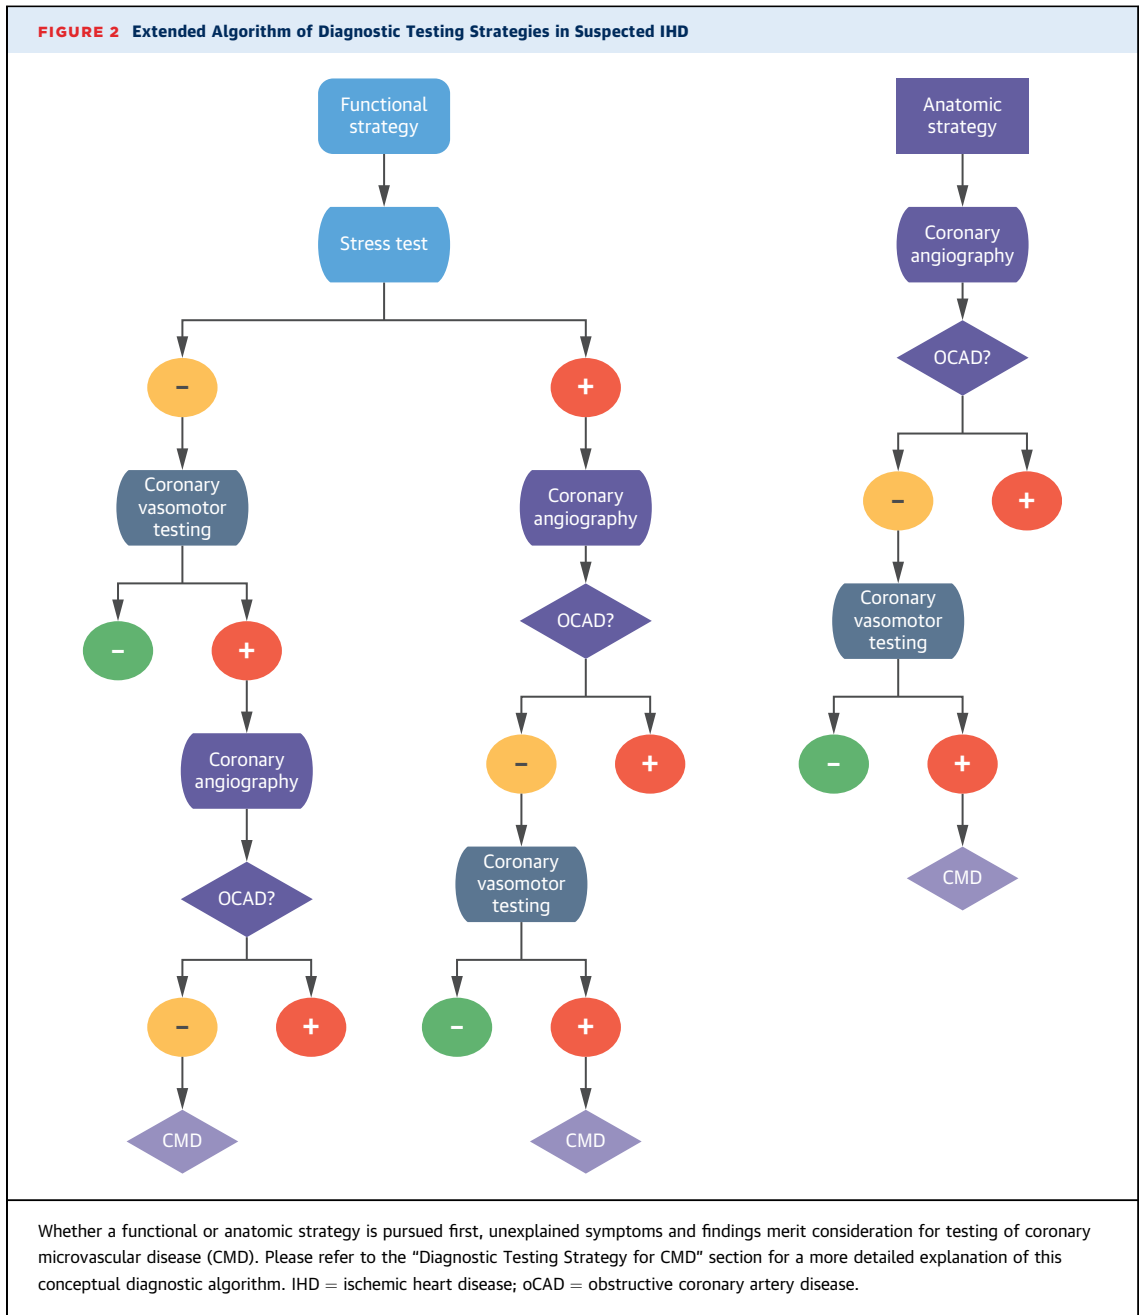 FIGURE 2 Extended Algorithm of Diagnostic Testing Strategies in Suspected IHD
Functional
strategy
Stress test
–
Coronary
vasomotor
testing
–
+
Coronary
angiography
OCAD?
–
+
CMD
+
Coronary
angiography
OCAD?
–
+
Coronary
vasomotor
testing
–
+
CMD
Anatomic
strategy
Coronary
angiography
OCAD?
–
+
Coronary
vasomotor
testing
–
+
CMD
Whether a functional or anatomic strategy is pursued first, unexplained symptoms and findings merit consideration for testing of coronary
microvascular disease (CMD). Please refer to the “Diagnostic Testing Strategy for CMD” section for a more detailed explanation of this
conceptual diagnostic algorithm. IHD = ischemic heart disease; oCAD = obstructive coronary artery disease.